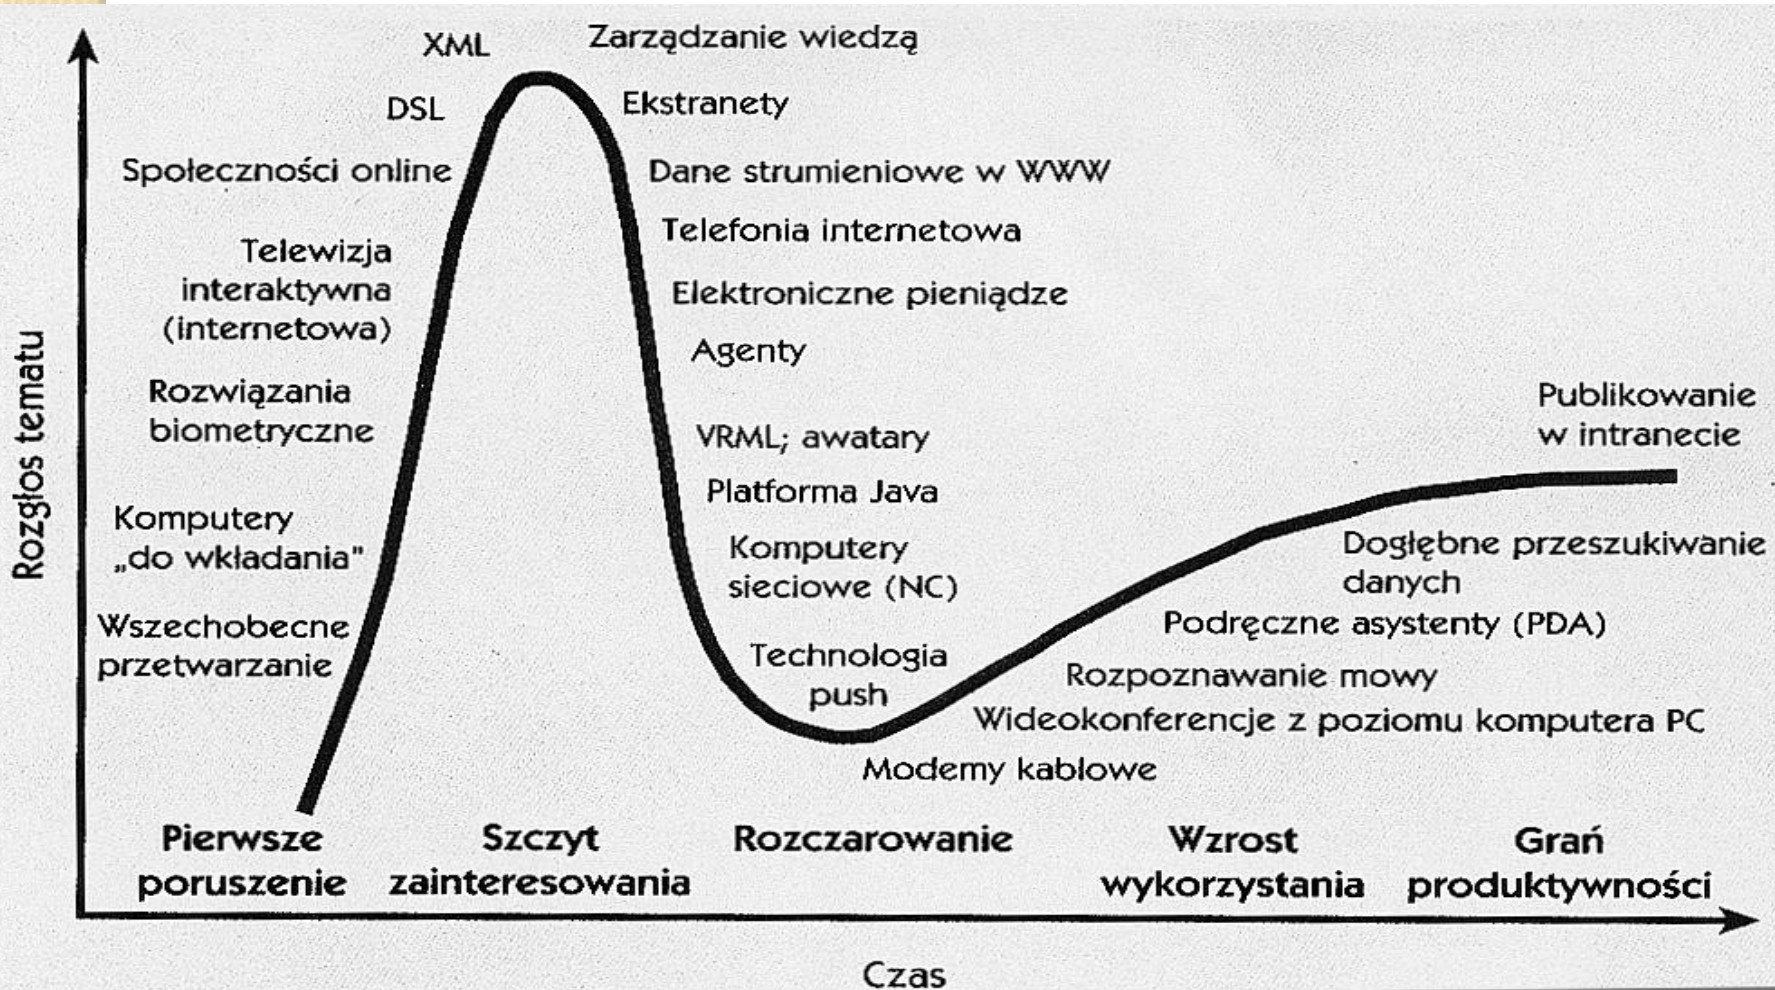 XML
Zarządzanie wiedzą
DSL
Ekstranety
Społeczności online
Dane strumieniowe w WWW
Telefonia internetowa
Telewizja
interaktywna
(internetowa)
Elektroniczne pieniądze
Agenty
Rozwiązania
biometryczne
Publikowanie
w intranecie
VRML; awatary
Platforma Java
Komputery
„do wkładania"
Komputery
sieciowe (NC)
Dogłębne przeszukiwanie
danych
Wszechobecne
przetwarzanie
Podręczne asystenty (PDA)
Technologia
push
Rozpoznawanie mowy
Wideokonferencje z poziomu komputera PC
Modemy kablowe
Rozgłos tematu
Pierwsze
poruszenie
Szczyt
zainteresowania
Rozczarowanie
Wzrost
wykorzystania
Grań
produktywności
Czas